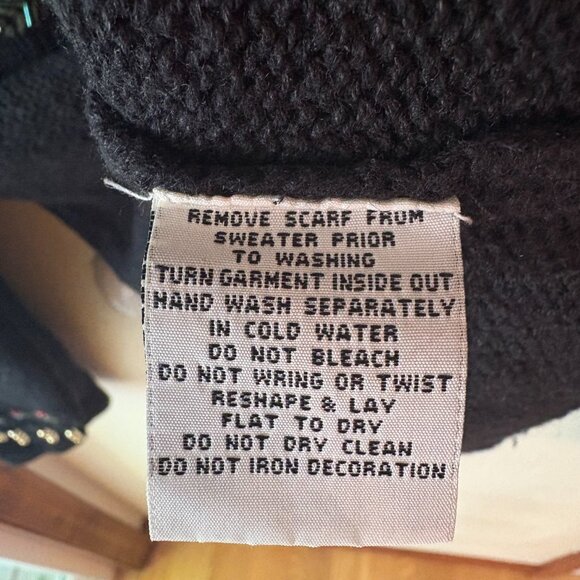 REMOVE SCARF FROM
SWEATER PRIOR
TO WASHING
TURN GARMENT INSIDE OUT
HAND WASH SEPARATELY
IN COLD WATER
DO NOT BLEACH
DO NOT WRING OR TWIST
RESHAPE & LAY
FLAT TO DRY
DO NOT DRY CLEAN
DO NOT IRON DECORATION